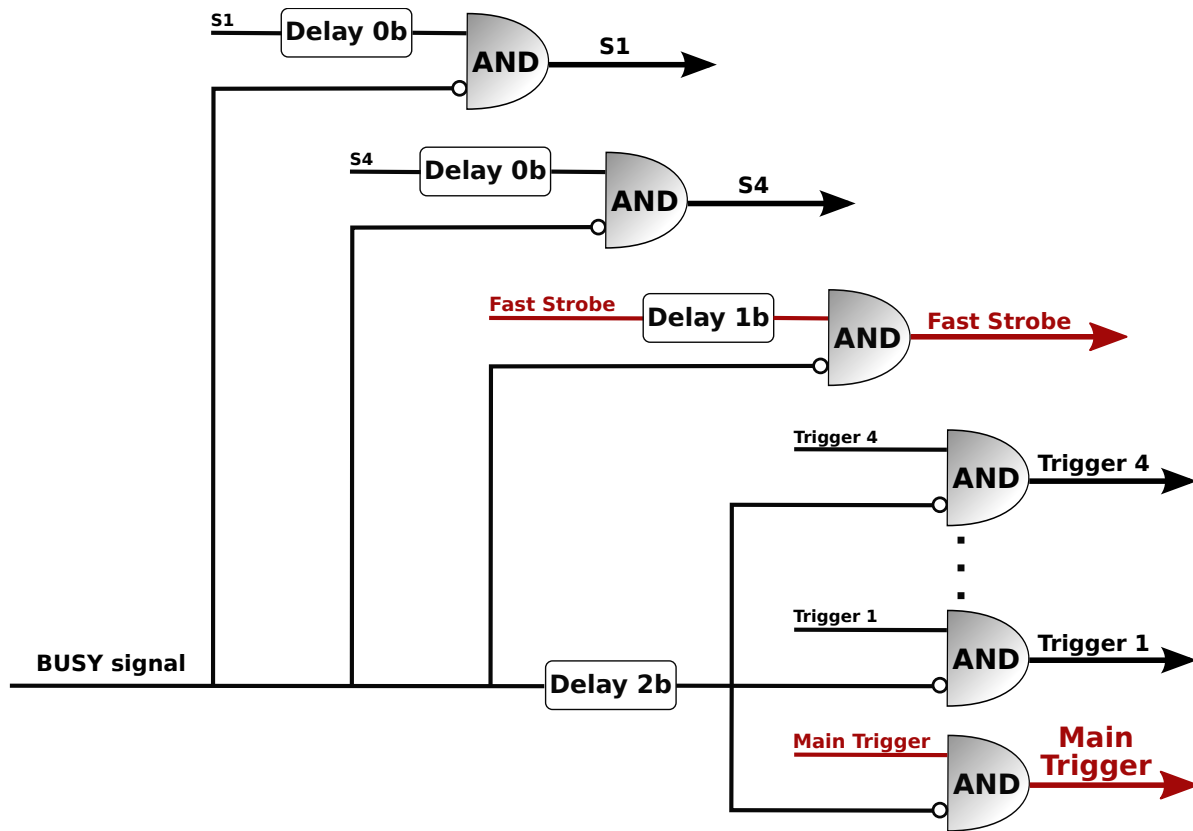 S1
Delay 0b
AND
S1
S4
Delay 0b
AND
S4
Fast Strobe
Delay 1b
AND
Fast Strobe
Trigger 4
AND
Trigger 4
Trigger 1
AND
Trigger 1
BUSY signal
Delay 2b
Main Trigger
AND
Main
Trigger